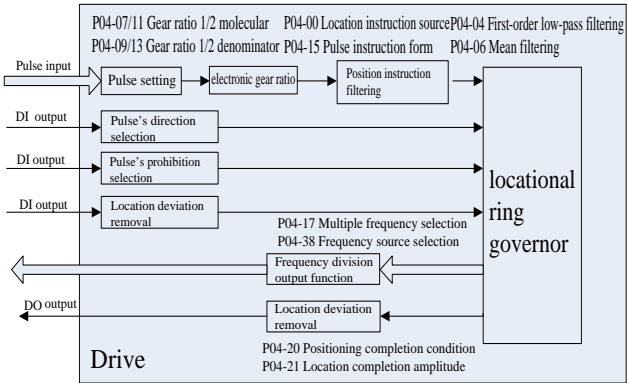 P04-07/11 Gear ratio 1/2 molecular P04-00 Location instruction source P04-04 First-order low-pass filtering
P04-09/13 Gear ratio 1/2 denominator P04-15 Pulse instruction form P04-06 Mean filtering
Pulse input
Pulse setting
electronic gear ratio
Position instruction
filtering
DI output
Pulse's direction
selection
DI output
Pulse's prohibition
selection
DI output
Location deviation
removal
locational
ring
governor
P04-17 Multiple frequency selection
P04-38 Frequency source selection
Frequency division
output function
DO output
Location deviation
removal
Drive
P04-20 Positioning completion condition
P04-21 Location completion amplitude